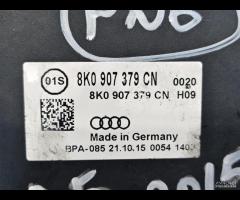 PNO
01S
8K0 907 379 CN
0020
8K0 907 379 CN H09
Made in Germany
BPA-085 21.10.15 0054 1400